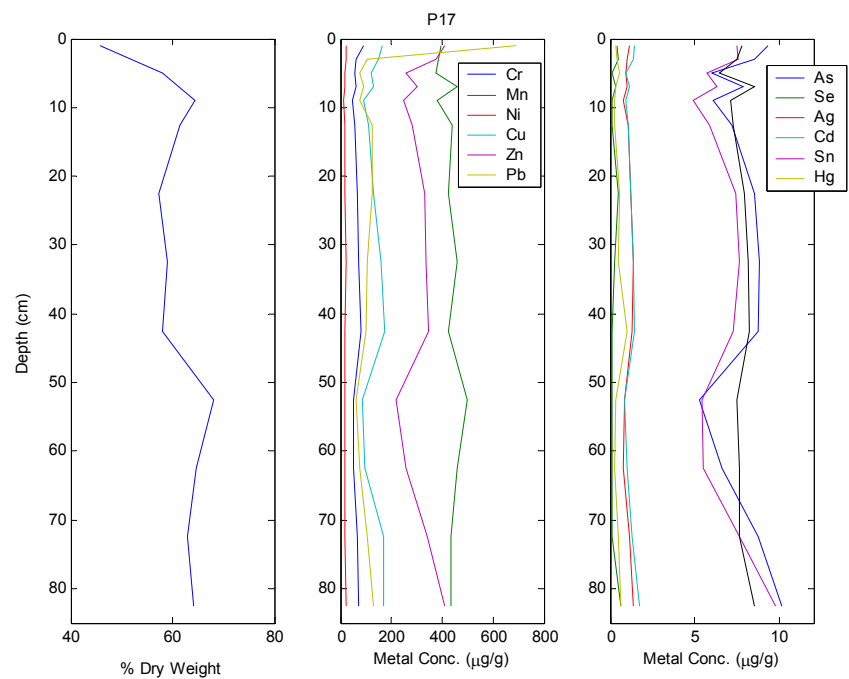 P17
0
10
20
30
40
50
60
70
80
Depth (cm)
40 60 80
% Dry Weight
0
10
20
30
40
50
60
70
80
0 200 400 600 800
Metal Conc. (μg/g)
Cr
Mn
Ni
Cu
Zn
Pb
0
10
20
30
40
50
60
70
80
0 5 10
Metal Conc. (μg/g)
As
Se
Ag
Cd
Sn
Hg